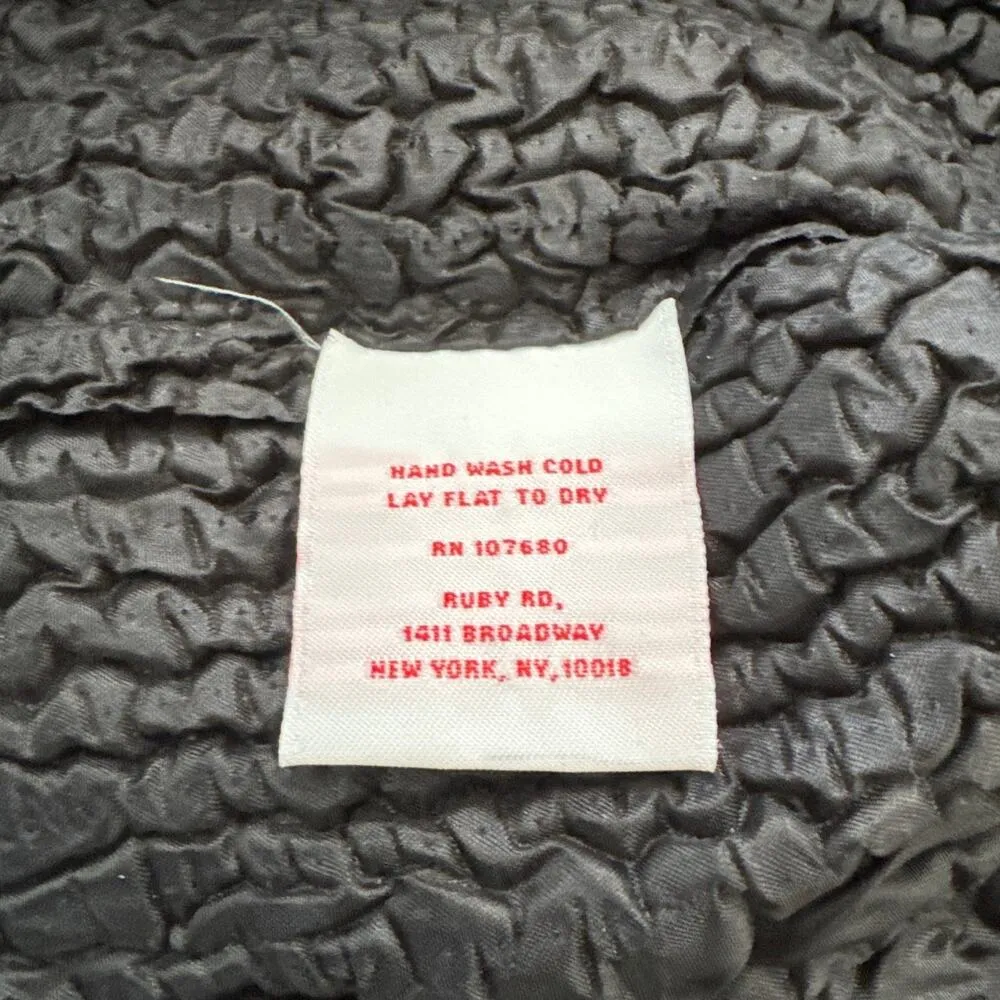 HAND WASH COLD
LAY FLAT TO DRY
RN 107680
RUBY RD,
1411 BROADWAY
NEW YORK, NY,10018